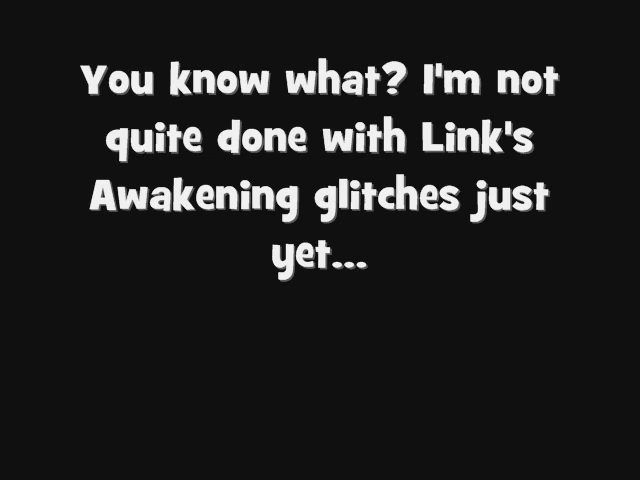 You know what? I'm not
quite done with Link's
Awakening glitches just
yet...